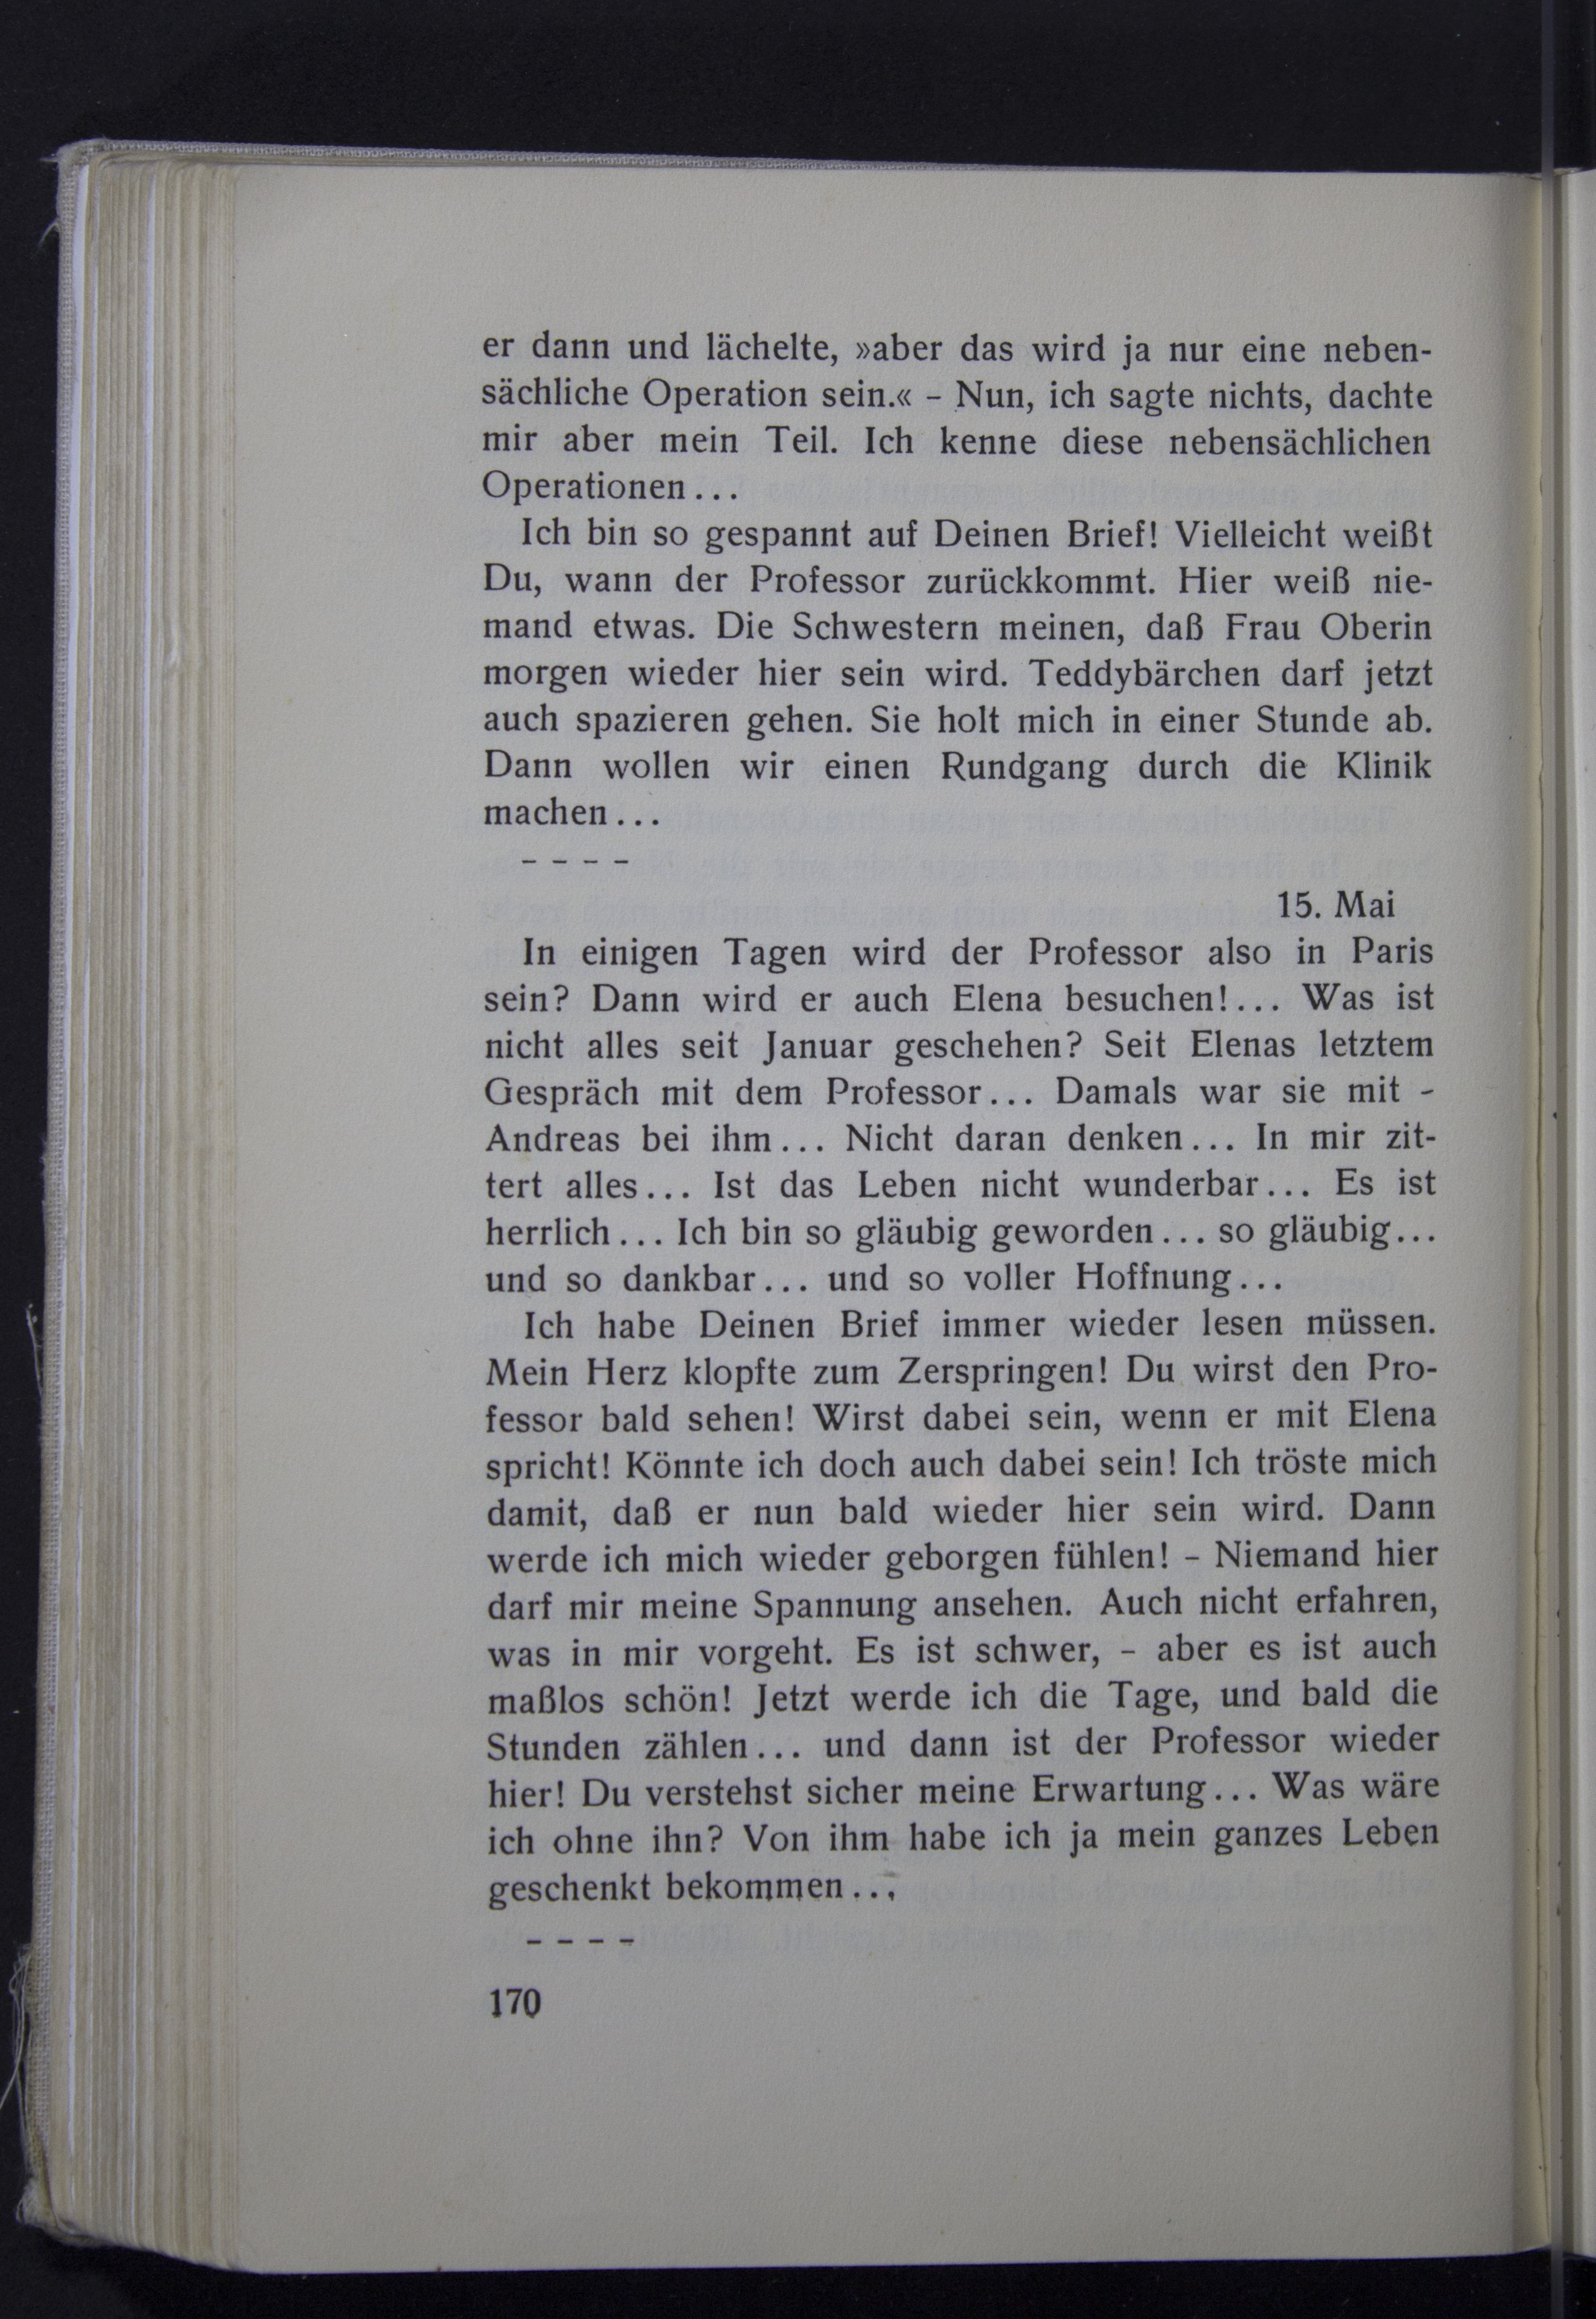 er dann und lächelte, »aber das wird ja nur eine neben-
sächliche Operation sein.« – Nun, ich sagte nichts, dachte
mir aber mein Teil. Ich kenne diese nebensächlichen
Operationen...
Ich bin so gespannt auf Deinen Brief! Vielleicht weißt
Du, wann der Professor zurückkommt. Hier weiß nie-
mand etwas. Die Schwestern meinen, daß Frau Oberin
morgen wieder hier sein wird. Teddybärchen darf jetzt
auch spazieren gehen. Sie holt mich in einer Stunde ab.
Dann wollen wir einen Rundgang durch die Klinik
machen...
– – – –
15. Mai
In einigen Tagen wird der Professor also in Paris
sein? Dann wird er auch Elena besuchen!... Was ist
nicht alles seit Januar geschehen? Seit Elenas letztem
Gespräch mit dem Professor... Damals war sie mit –
Andreas bei ihm... Nicht daran denken... In mir zit-
tert alles... Ist das Leben nicht wunderbar... Es ist
herrlich... Ich bin so gläubig geworden... so gläubig...
und so dankbar... und so voller Hoffnung...
Ich habe Deinen Brief immer wieder lesen müssen.
Mein Herz klopfte zum Zerspringen! Du wirst den Pro-
fessor bald sehen! Wirst dabei sein, wenn er mit Elena
spricht! Könnte ich doch auch dabei sein! Ich tröste mich
damit, daß er nun bald wieder hier sein wird. Dann
werde ich mich wieder geborgen fühlen! – Niemand hier
darf mir meine Spannung ansehen. Auch nicht erfahren,
was in mir vorgeht. Es ist schwer, – aber es ist auch
maßlos schön! Jetzt werde ich die Tage, und bald die
Stunden zählen... und dann ist der Professor wieder
hier! Du verstehst sicher meine Erwartung... Was wäre
ich ohne ihn? Von ihm habe ich ja mein ganzes Leben
geschenkt bekommen...
– – – –
170